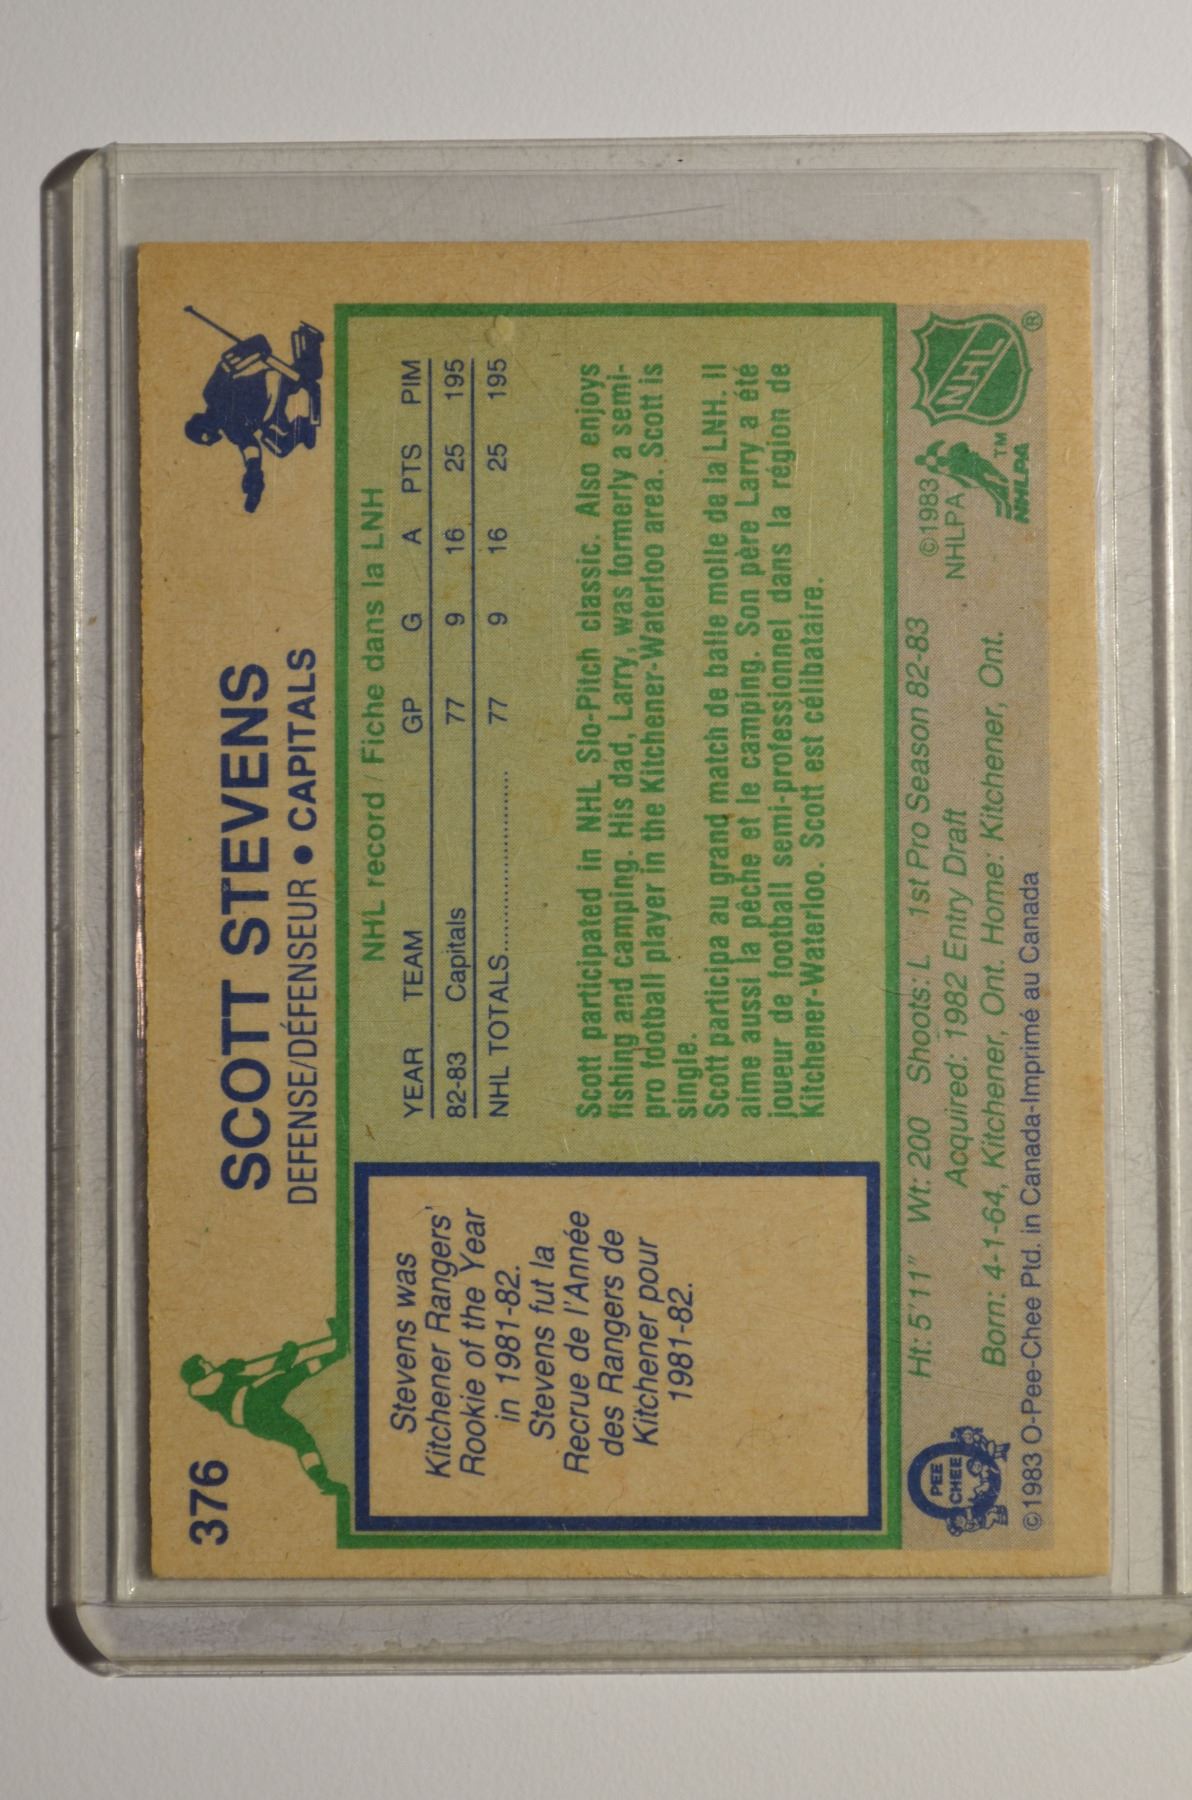 376
SCOTT STEVENS
DEFENSE/DÉFENSEUR • CAPITALS
NHL record / Fiche dans la LNH
YEAR TEAM GP G A PTS PIM
82-83 Capitals 77 9 16 25 195
NHL TOTALS.......................... 77 9 16 25 195
Stevens was
Kitchener Rangers'
Rookie of the Year
in 1981-82.
Stevens fut la
Recrue de l'Année
des Rangers de
Kitchener pour
1981-82.
Scott participated in NHL Slo-Pitch classic. Also enjoys
fishing and camping. His dad, Larry, was formerly a semi-
pro football player in the Kitchener-Waterloo area. Scott is
single.
Scott participa au grand match de balle molle de la LNH. Il
aime aussi la pêche et le camping. Son père Larry a été
joueur de football semi-professionnel dans la région de
Kitchener-Waterloo. Scott est célibataire.
Ht: 5'11" Wt: 200 Shoots: L 1st Pro Season 82-83
Acquired: 1982 Entry Draft
Born: 4-1-64, Kitchener, Ont. Home: Kitchener, Ont.
©1983 O-Pee-Chee Ptd. in Canada-Imprimé au Canada
O
PEE
CHEE
©1983
NHLPA
TM
NHLPA
NHL
®